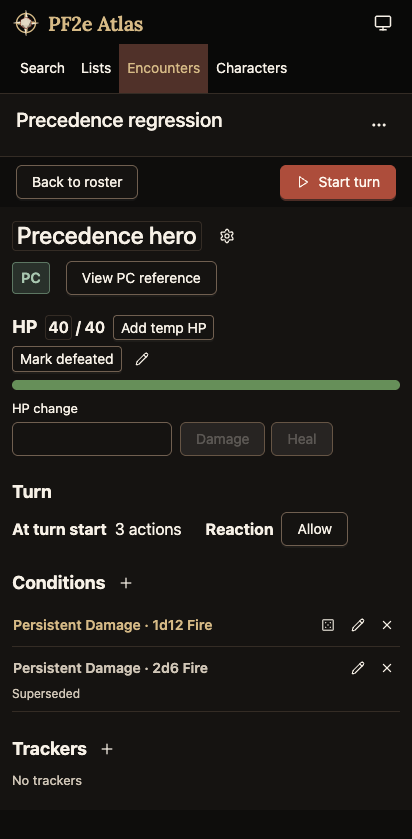 PF2e Atlas
Search Lists Encounters Characters
Precedence regression
...
Back to roster Start turn
Precedence hero
PC View PC reference
HP 40 / 40 Add temp HP
Mark defeated
HP change
Damage Heal
Turn
At turn start 3 actions Reaction Allow
Conditions +
Persistent Damage · 1d12 Fire
Persistent Damage · 2d6 Fire
Superseded
Trackers +
No trackers